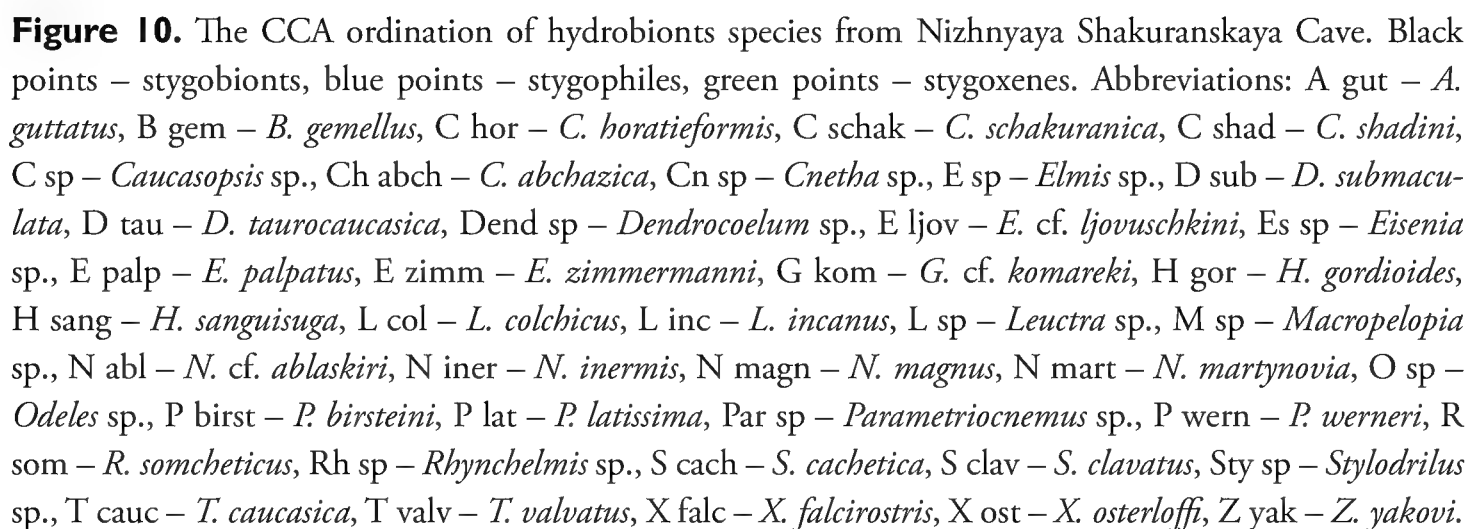 Figure 10. The CCA ordination of hydrobionts species from Nizhnyaya Shakuranskaya Cave. Black
points – stygobionts, blue points – stygophiles, green points – stygoxenes. Abbreviations: A gut – A.
guttatus, B gem – B. gemellus, C hor – C. horatieformis, C schak – C. schakuranica, C shad – C. shadini,
C sp – Caucasopsis sp., Ch abch – C. abchazica, Cn sp – Cnetha sp., E sp – Elmis sp., D sub – D. submacu-
lata, D tau – D. taurocaucasica, Dend sp – Dendrocoelum sp., E ljov – E. cf. ljovuschkini, Es sp – Eisenia
sp., E palp – E. palpatus, E zimm – E. zimmermanni, G kom – G. cf. komareki, H gor – H. gordioides,
H sang – H. sanguisuga, L col – L. colchicus, L inc – L. incanus, L sp – Leuctra sp., M sp – Macropelopia
sp., N abl – N. cf. ablaskiri, N iner – N. inermis, N magn – N. magnus, N mart – N. martynovia, O sp –
Odeles sp., P birst – P. birsteini, P lat – P. latissima, Par sp – Parametriocnemus sp., P wern – P. werneri, R
som – R. somcheticus, Rh sp – Rhynchelmis sp., S cach – S. cachetica, S clav – S. clavatus, Sty sp – Stylodrilus
sp., T cauc – T. caucasica, T valv – T. valvatus, X falc – X. falcirostris, X ost – X. osterloffi, Z yak – Z. yakovi.